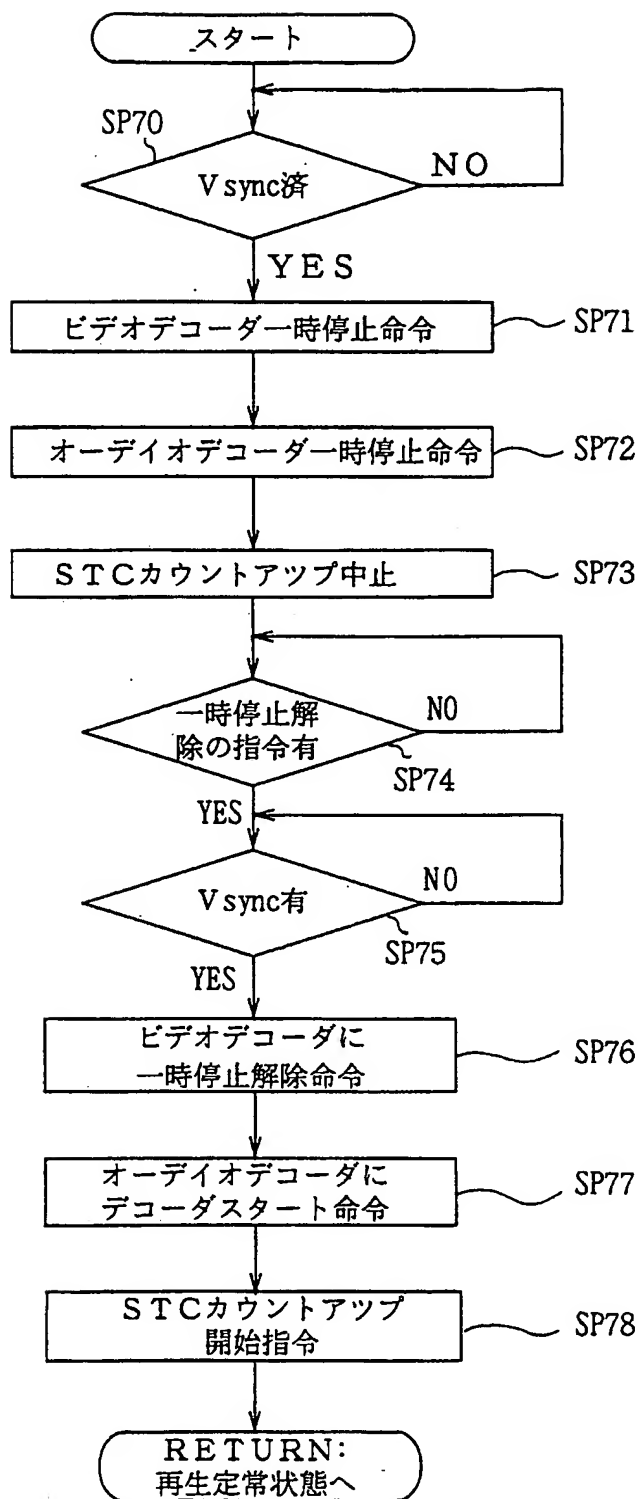 スタート
SP70
V sync済
NO
YES
ビデオデコーダ一時停止命令
SP71
オーデイオデコーダ一時停止命令
SP72
STCカウントアツプ中止
SP73
一時停止解
除の指令有
NO
SP74
YES
V sync有
NO
SP75
YES
ビデオデコーダに
一時停止解除命令
SP76
オーデイオデコーダに
デコーダスタート命令
SP77
STCカウントアツプ
開始指令
SP78
RETURN:
再生定常状態へ